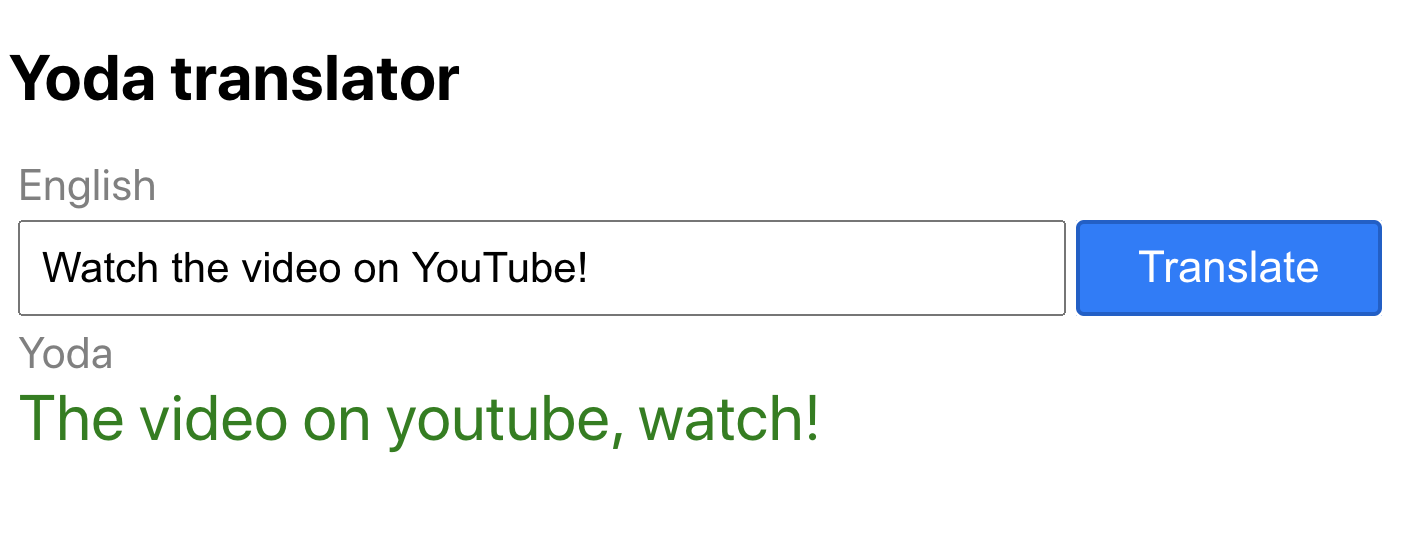 Yoda translator
English
Watch the video on YouTube!
Translate
Yoda
The video on youtube, watch!